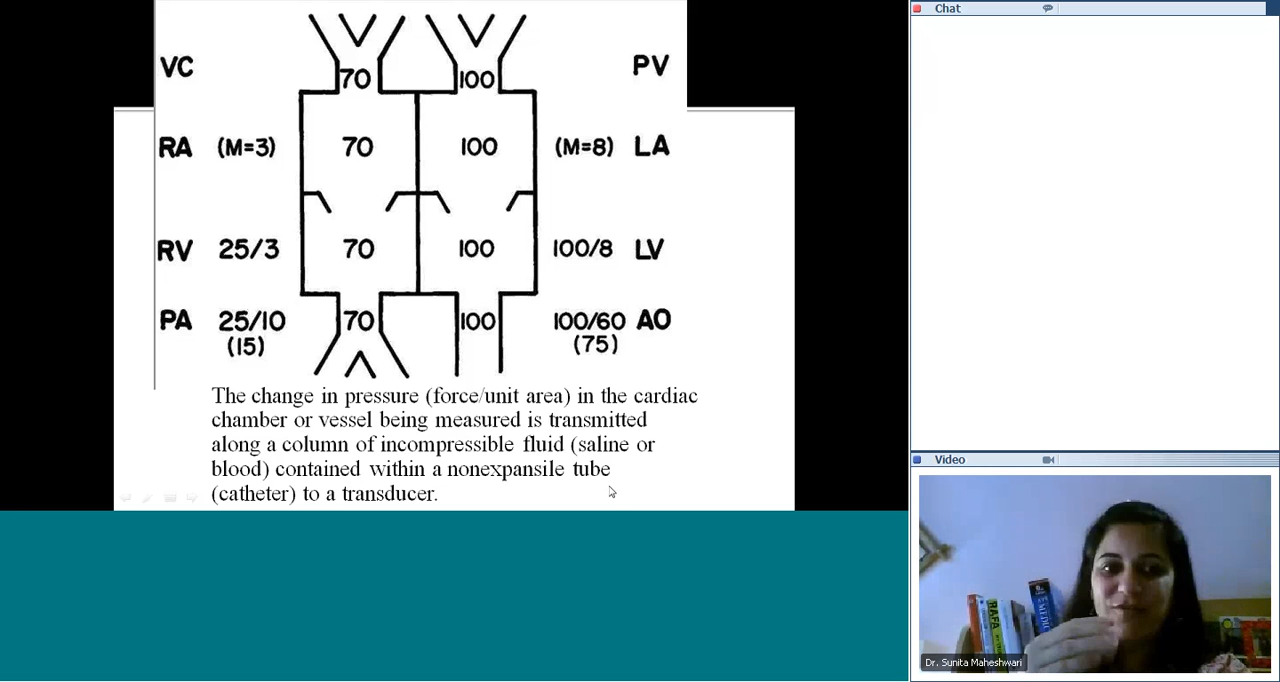 VC 70 100 PV
RA (M=3) 70 100 (M=8) LA
RV 25/3 70 100 100/8 LV
PA 25/10 70 100 100/60 AO
(15) (75)
The change in pressure (force/unit area) in the cardiac
chamber or vessel being measured is transmitted
along a column of incompressible fluid (saline or
blood) contained within a nonexpansile tube
(catheter) to a transducer.
Chat
Video
RAFA
Dr. Sunita Maheshwari